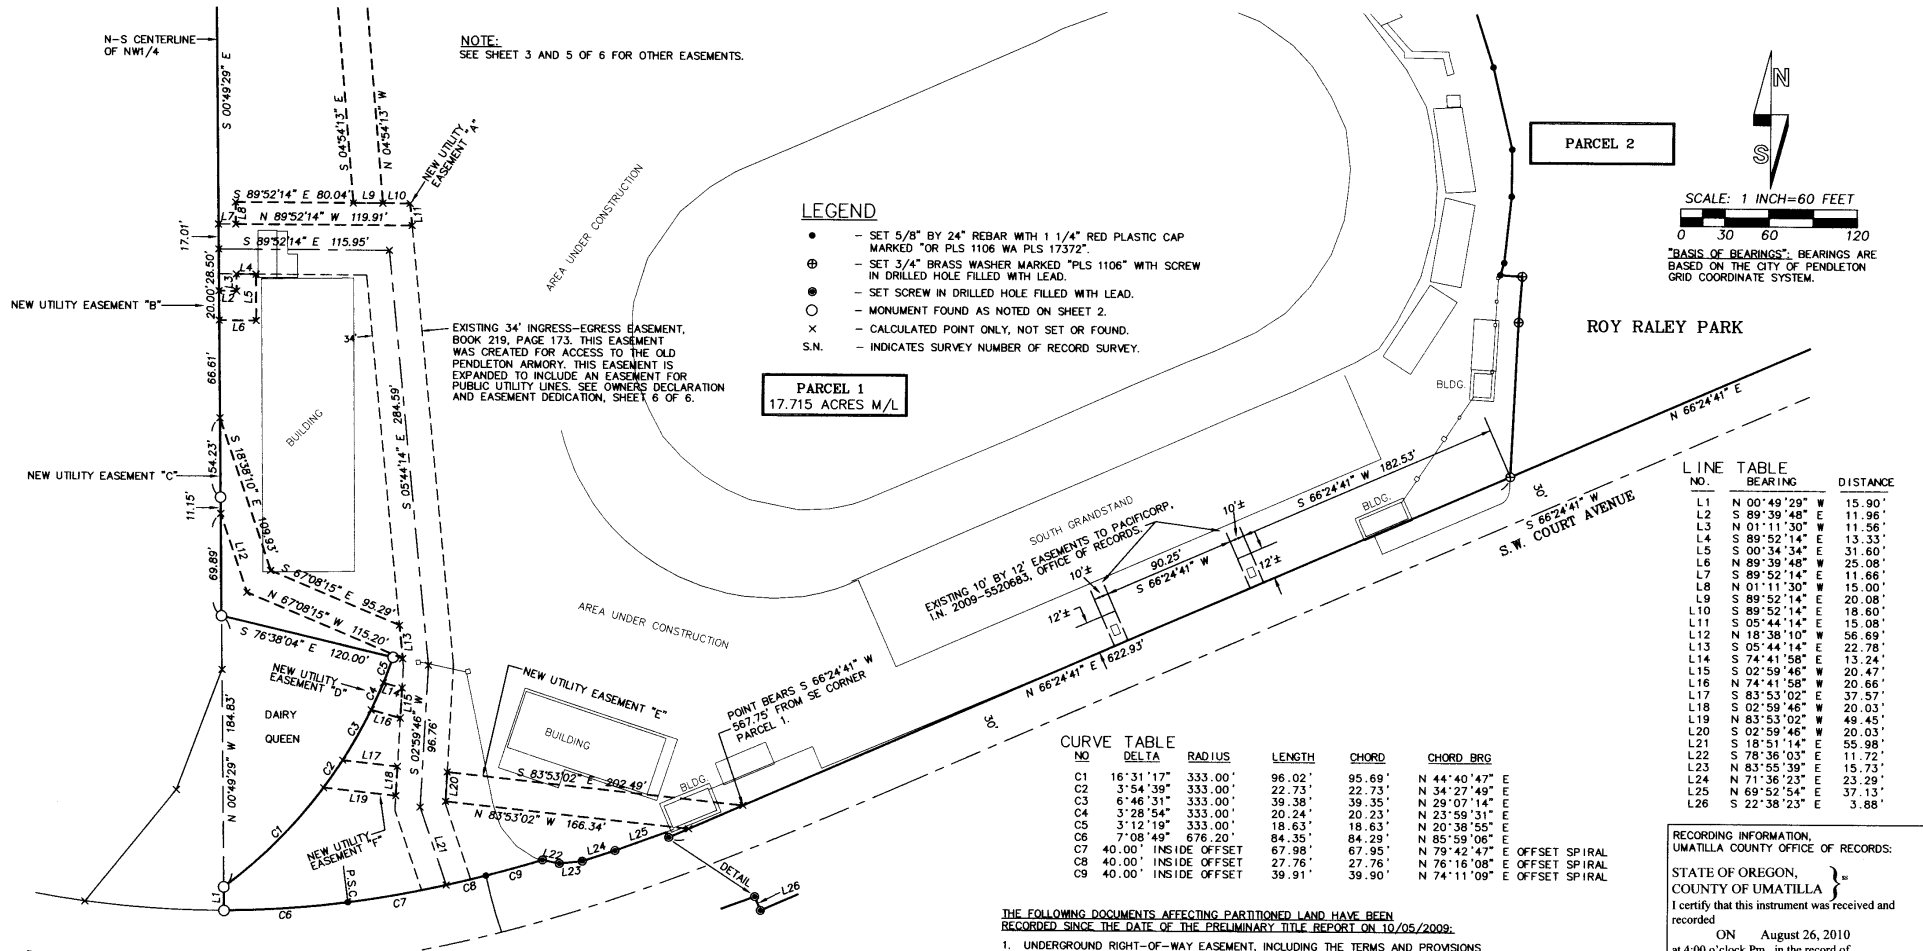 N-S CENTERLINE
OF NW1/4
S 00°49'29" E
NOTE:
SEE SHEET 3 AND 5 OF 6 FOR OTHER EASEMENTS.
S 04°54'13" E
N 04°54'13" W
NEW UTILITY
EASEMENT "A"
S 89°52'14" E 80.04'
L9
L10
L7
L8
N 89°52'14" W 119.91'
L11
17.01'
S 89°52'14" E 115.95'
28.50'
L4
L3
L2
L5
20.00'
L6
NEW UTILITY EASEMENT "B"
34'
66.61'
BUILDING
S 05°44'14" E 284.59'
EXISTING 34' INGRESS-EGRESS EASEMENT,
BOOK 219, PAGE 173. THIS EASEMENT
WAS CREATED FOR ACCESS TO THE OLD
PENDLETON ARMORY. THIS EASEMENT IS
EXPANDED TO INCLUDE AN EASEMENT FOR
PUBLIC UTILITY LINES. SEE OWNERS DECLARATION
AND EASEMENT DEDICATION, SHEET 6 OF 6.
NEW UTILITY EASEMENT "C"
154.23'
11.15'
S 18°38'10" E 109.93'
L12
69.89'
S 67°08'15" E 95.29'
N 67°08'15" W 115.20'
L13
S 76°38'04" E 120.00'
C5
NEW UTILITY
EASEMENT "D"
C4
L14
L15
L16
C3
DAIRY
QUEEN
N 00°49'29" W 184.83'
S 02°59'46" W
96.76'
L17
C2
L18
L19
C1
NEW UTILITY
EASEMENT "F"
L20
L21
P.S.C.
L1
C6
C7
C8
C9
L22
L23
L24
L25
DETAIL
L26
AREA UNDER CONSTRUCTION
LEGEND
● – SET 5/8" BY 24" REBAR WITH 1 1/4" RED PLASTIC CAP
MARKED "OR PLS 1106 WA PLS 17372".
⊕ – SET 3/4" BRASS WASHER MARKED "PLS 1106" WITH SCREW
IN DRILLED HOLE FILLED WITH LEAD.
◉ – SET SCREW IN DRILLED HOLE FILLED WITH LEAD.
○ – MONUMENT FOUND AS NOTED ON SHEET 2.
× – CALCULATED POINT ONLY, NOT SET OR FOUND.
S.N. – INDICATES SURVEY NUMBER OF RECORD SURVEY.
PARCEL 1
17.715 ACRES M/L
AREA UNDER CONSTRUCTION
NEW UTILITY EASEMENT "E"
BUILDING
S 83°53'02" E 202.49'
N 83°53'02" W 166.34'
BLDG.
POINT BEARS S 66°24'41" W
567.75' FROM SE CORNER
PARCEL 1.
SOUTH GRANDSTAND
EXISTING 10' BY 12' EASEMENTS TO PACIFICORP,
I.N. 2009-5520683, OFFICE OF RECORDS.
10'±
12'±
90.25'
S 66°24'41" W
10'±
12'±
S 66°24'41" W 182.53'
N 66°24'41" E 622.93'
30'
BLDG.
BLDG.
30'
S 66°24'41" W
S.W. COURT AVENUE
N 66°24'41" E
PARCEL 2
ROY RALEY PARK
N
S
SCALE: 1 INCH=60 FEET
0 30 60 120
"BASIS OF BEARINGS": BEARINGS ARE
BASED ON THE CITY OF PENDLETON
GRID COORDINATE SYSTEM.
LINE TABLE
NO. BEARING DISTANCE
L1 N 00°49'29" W 15.90'
L2 S 89°39'48" E 11.96'
L3 N 01°11'30" W 11.56'
L4 S 89°52'14" E 13.33'
L5 S 00°34'34" E 31.60'
L6 N 89°39'48" W 25.08'
L7 S 89°52'14" E 11.66'
L8 N 01°11'30" W 15.00'
L9 S 89°52'14" E 20.08'
L10 S 89°52'14" E 18.60'
L11 S 05°44'14" E 15.08'
L12 N 18°38'10" W 56.69'
L13 S 05°44'14" E 22.78'
L14 S 74°41'58" E 13.24'
L15 S 02°59'46" W 20.47'
L16 N 74°41'58" W 20.66'
L17 S 83°53'02" E 37.57'
L18 S 02°59'46" W 20.03'
L19 N 83°53'02" W 49.45'
L20 S 02°59'46" W 20.03'
L21 S 18°51'14" E 55.98'
L22 S 78°36'03" E 11.72'
L23 N 83°55'39" E 15.73'
L24 N 71°36'23" E 23.29'
L25 N 69°52'54" E 37.13'
L26 S 22°38'23" E 3.88'
CURVE TABLE
NO DELTA RADIUS LENGTH CHORD CHORD BRG
C1 16°31'17" 333.00' 96.02' 95.69' N 44°40'47" E
C2 3°54'39" 333.00' 22.73' 22.73' N 34°27'49" E
C3 6°46'31" 333.00' 39.38' 39.35' N 29°07'14" E
C4 3°28'54" 333.00' 20.24' 20.23' N 23°59'31" E
C5 3°12'19" 333.00' 18.63' 18.63' N 20°38'55" E
C6 7°08'49" 676.20' 84.35' 84.29' N 85°59'06" E
C7 40.00' INSIDE OFFSET 67.98' 67.95' N 79°42'47" E OFFSET SPIRAL
C8 40.00' INSIDE OFFSET 27.76' 27.76' N 76°16'08" E OFFSET SPIRAL
C9 40.00' INSIDE OFFSET 39.91' 39.90' N 74°11'09" E OFFSET SPIRAL
THE FOLLOWING DOCUMENTS AFFECTING PARTITIONED LAND HAVE BEEN
RECORDED SINCE THE DATE OF THE PRELIMINARY TITLE REPORT ON 10/05/2009:
1. UNDERGROUND RIGHT-OF-WAY EASEMENT, INCLUDING THE TERMS AND PROVISIONS
RECORDING INFORMATION,
UMATILLA COUNTY OFFICE OF RECORDS:
STATE OF OREGON,
COUNTY OF UMATILLA } ss
I certify that this instrument was received and
recorded
ON August 26, 2010
at 4:00 o'clock Pm, in the record of